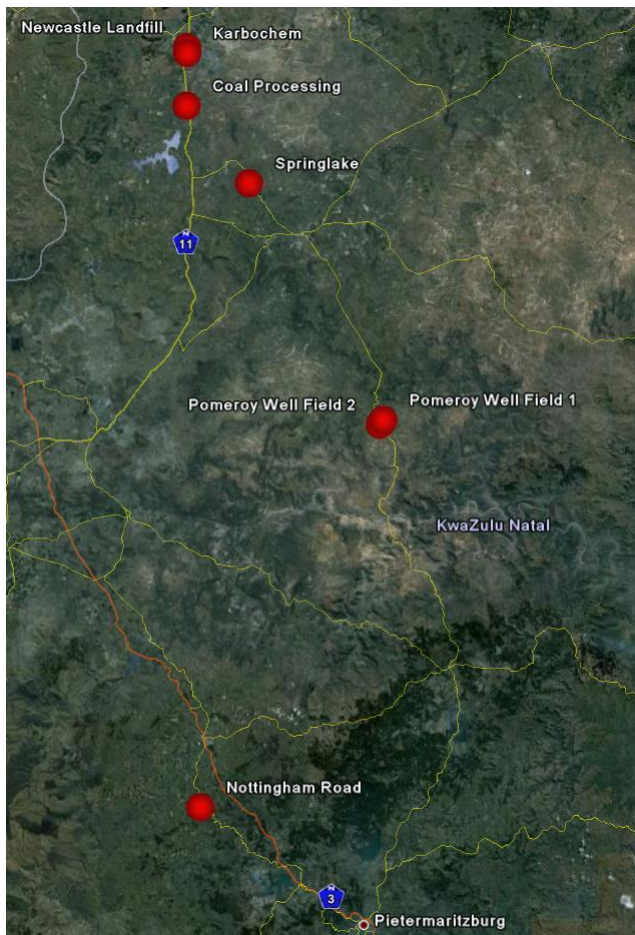 Newcastle Landfill
Karbochem
Coal Processing
Springlake
N
11
Pomeroy Well Field 2
Pomeroy Well Field 1
KwaZulu Natal
Nottingham Road
N
3
Pietermaritzburg